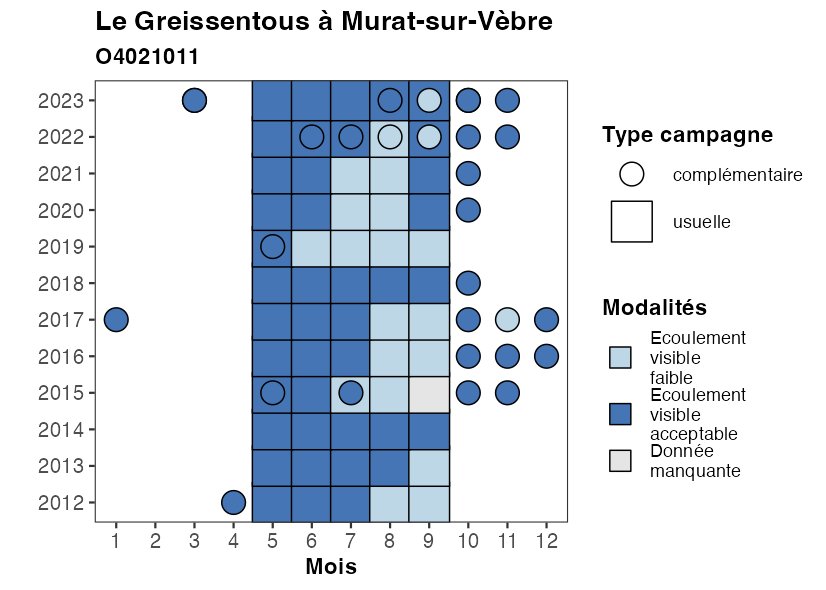 Le Greissentous à Murat-sur-Vèbre
O4021011
2023
2022
2021
2020
2019
2018
2017
2016
2015
2014
2013
2012
1 2 3 4 5 6 7 8 9 10 11 12
Mois
Type campagne
complémentaire
usuelle
Modalités
Ecoulement
visible
faible
Ecoulement
visible
acceptable
Donnée
manquante